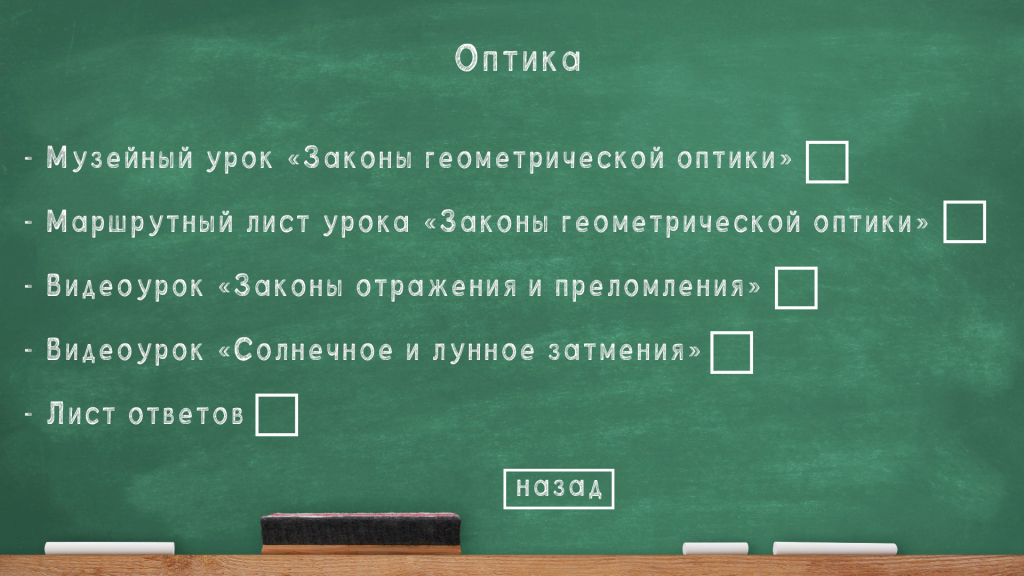 Оптика
- Музейный урок «Законы геометрической оптики»
- Маршрутный лист урока «Законы геометрической оптики»
- Видеоурок «Законы отражения и преломления»
- Видеоурок «Солнечное и лунное затмения»
- Лист ответов
назад